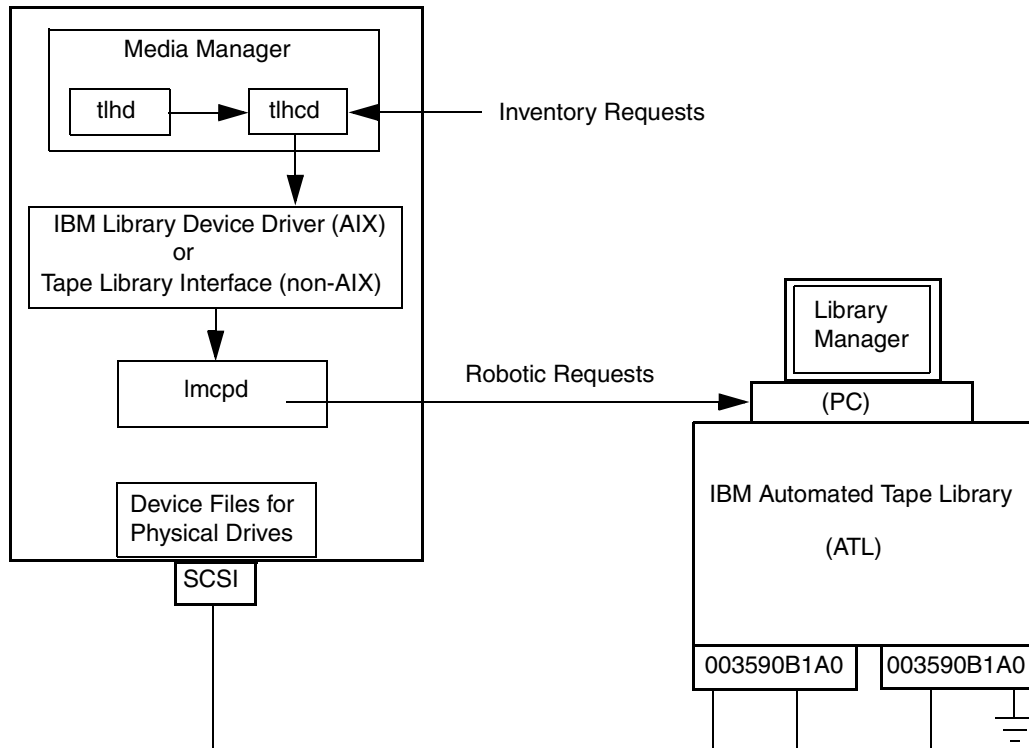 Media Manager
tlhd
tlhcd
Inventory Requests
IBM Library Device Driver (AIX)
or
Tape Library Interface (non-AIX)
lmcpd
Robotic Requests
Library
Manager
(PC)
IBM Automated Tape Library
(ATL)
Device Files for
Physical Drives
SCSI
003590B1A0
003590B1A0